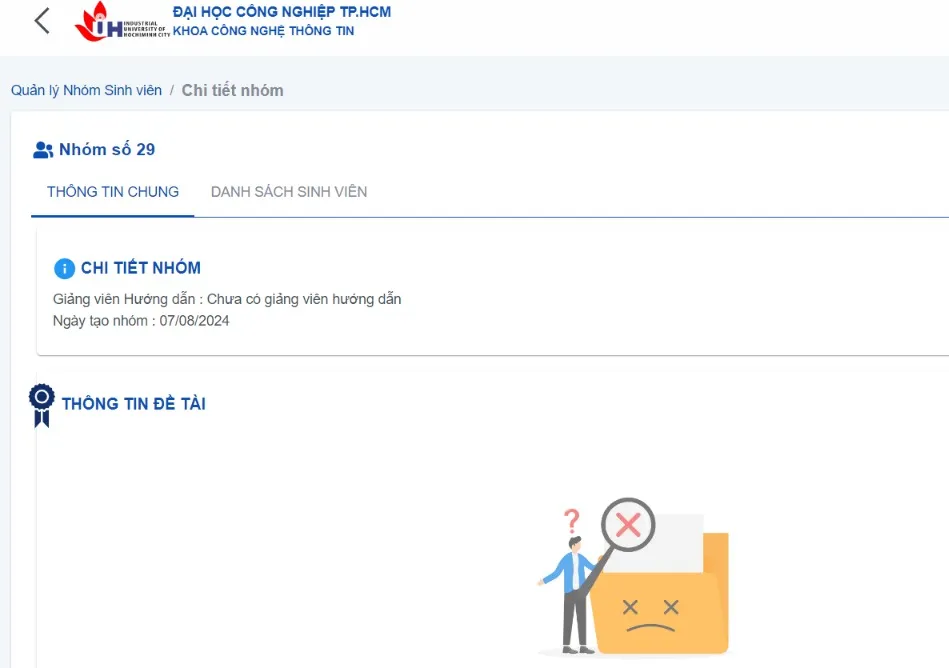 ĐẠI HỌC CÔNG NGHIỆP TP.HCM
INDUSTRIAL
UNIVERSITY OF
HOCHIMINH CITY
KHOA CÔNG NGHỆ THÔNG TIN
Quản lý Nhóm Sinh viên / Chi tiết nhóm
Nhóm số 29
THÔNG TIN CHUNG DANH SÁCH SINH VIÊN
CHI TIẾT NHÓM
Giảng viên Hướng dẫn : Chưa có giảng viên hướng dẫn
Ngày tạo nhóm : 07/08/2024
THÔNG TIN ĐỀ TÀI
?